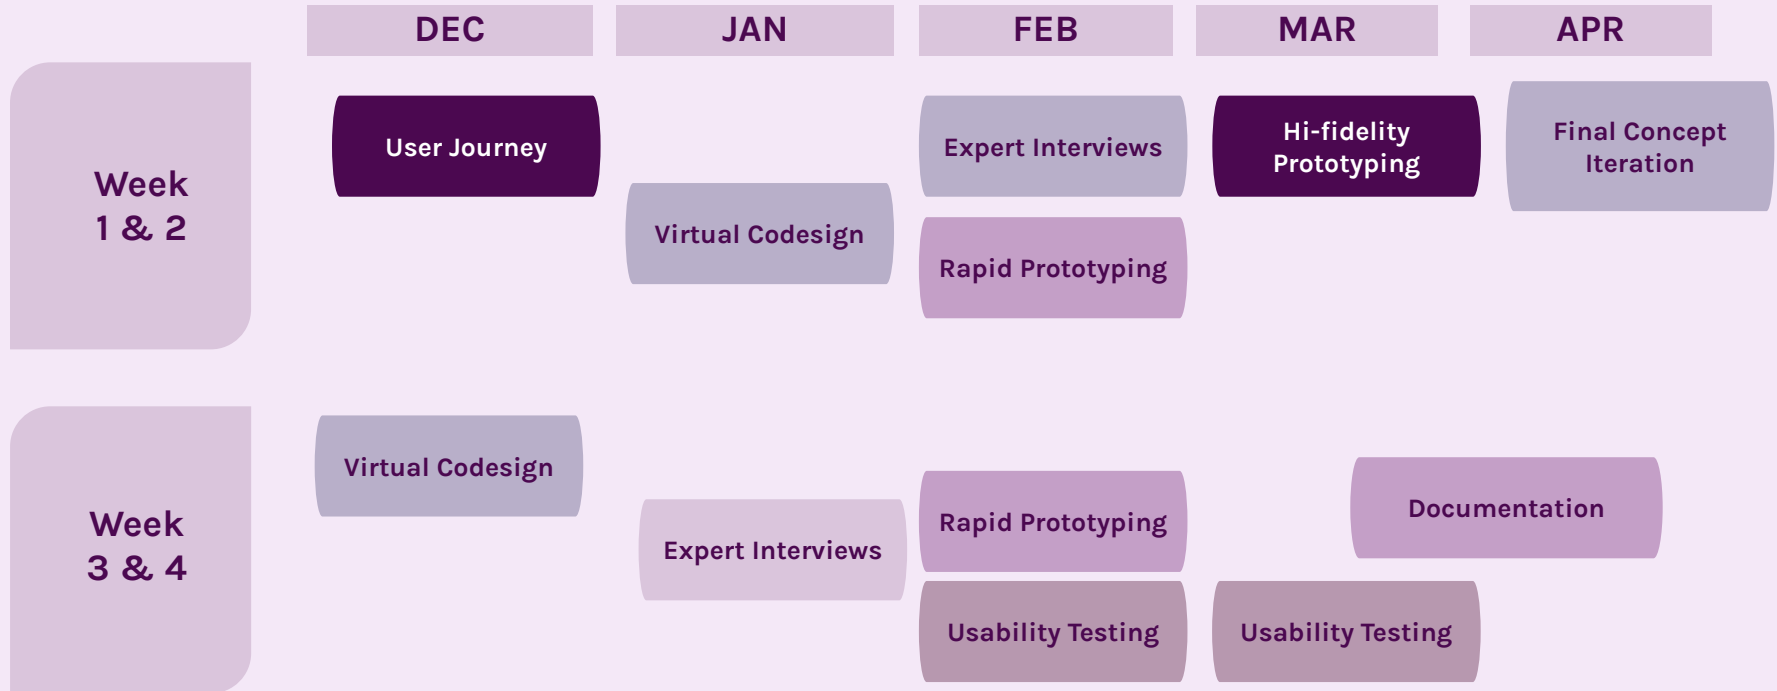 DEC
JAN
FEB
MAR
APR
Week
1 & 2
User Journey
Virtual Codesign
Expert Interviews
Rapid Prototyping
Hi-fidelity
Prototyping
Final Concept
Iteration
Week
3 & 4
Virtual Codesign
Expert Interviews
Rapid Prototyping
Usability Testing
Documentation
Usability Testing